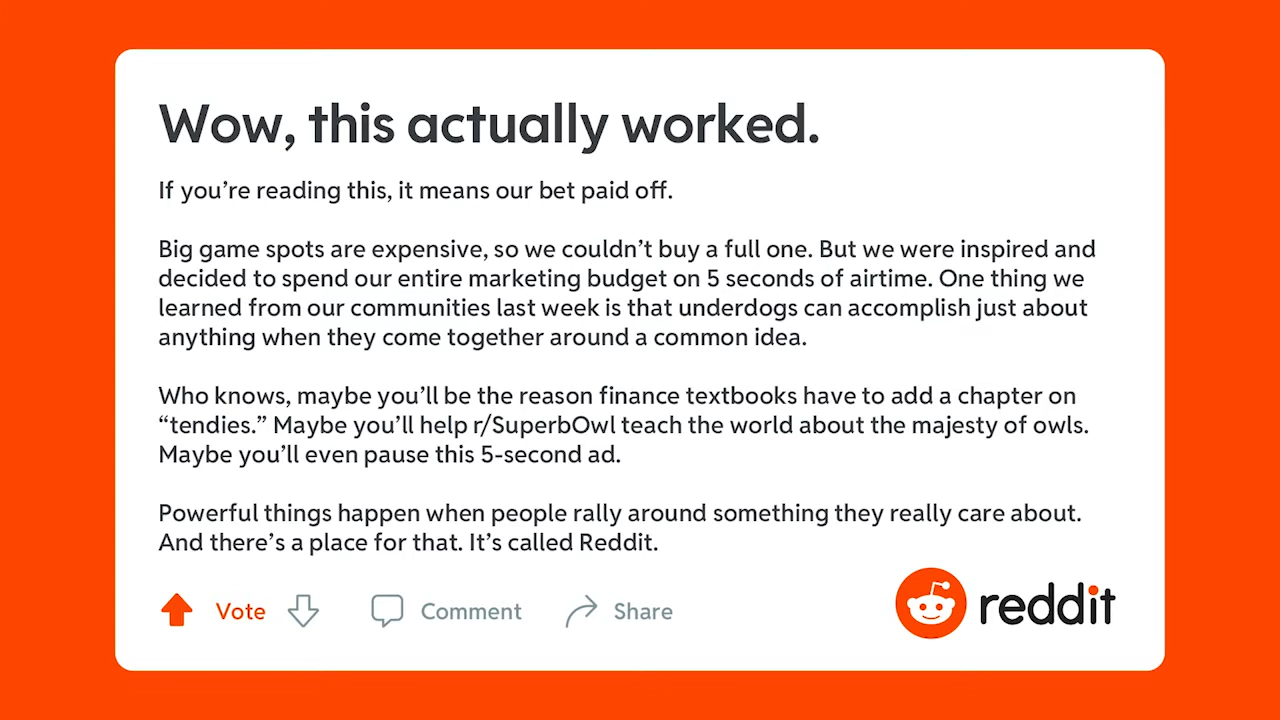 Wow, this actually worked.
If you’re reading this, it means our bet paid off.
Big game spots are expensive, so we couldn’t buy a full one. But we were inspired and
decided to spend our entire marketing budget on 5 seconds of airtime. One thing we
learned from our communities last week is that underdogs can accomplish just about
anything when they come together around a common idea.
Who knows, maybe you’ll be the reason finance textbooks have to add a chapter on
“tendies.” Maybe you’ll help r/SuperbOwl teach the world about the majesty of owls.
Maybe you’ll even pause this 5-second ad.
Powerful things happen when people rally around something they really care about.
And there’s a place for that. It’s called Reddit.
Vote Comment Share
reddit